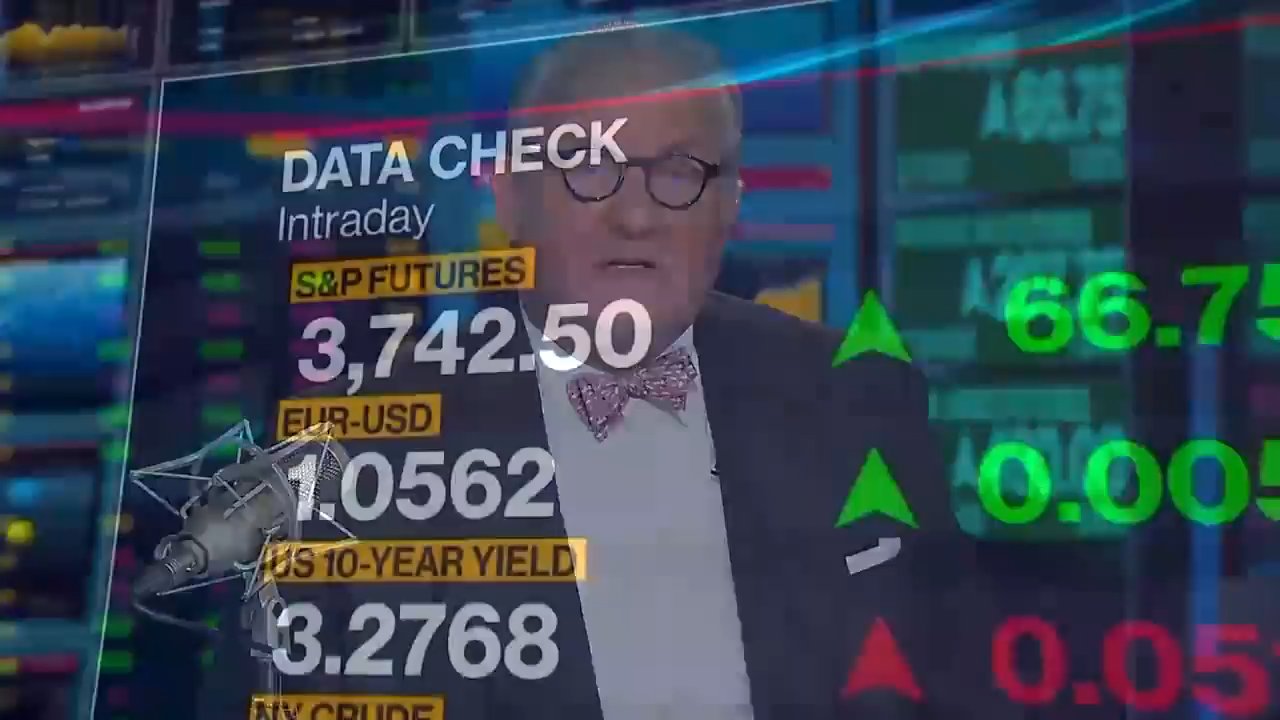 DATA CHECK
Intraday
S&P FUTURES
3,742.50 66.75
EUR-USD
1.0562 0.005
US 10-YEAR YIELD
3.2768 0.05
NY CRUDE